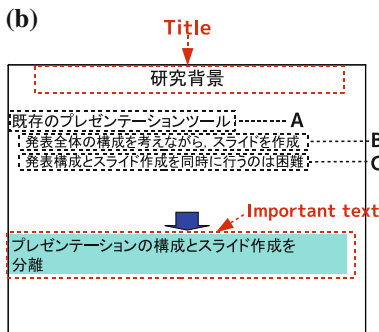 (b)
Title
研究背景
既存のプレゼンテーションツール
A
発表全体の構成を考えながら，スライドを作成
B
発表構成とスライド作成を同時に行うのは困難
C
Important text
プレゼンテーションの構成とスライド作成を
分離